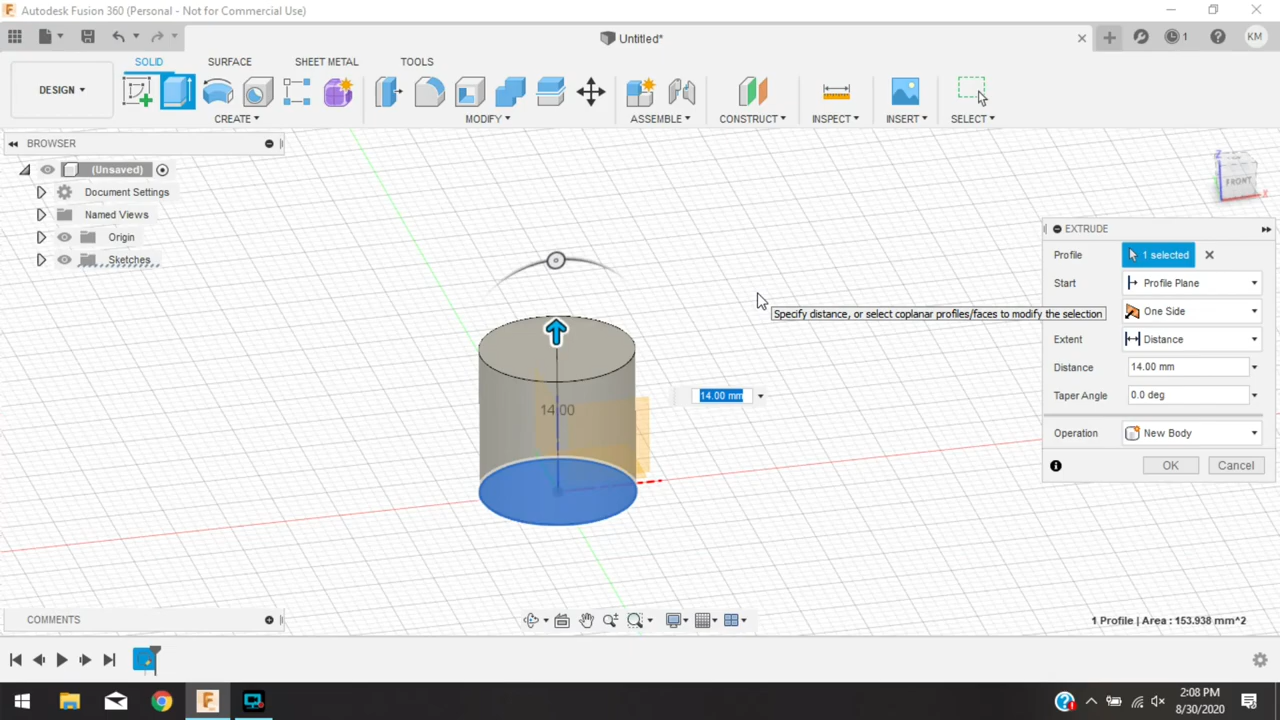 Autodesk Fusion 360 (Personal - Not for Commercial Use)
Untitled*
1
KM
SOLID
SURFACE
SHEET METAL
TOOLS
DESIGN
CREATE
MODIFY
ASSEMBLE
CONSTRUCT
INSPECT
INSERT
SELECT
BROWSER
(Unsaved)
Document Settings
Named Views
Origin
Sketches
Z
FRONT
X
EXTRUDE
Profile
1 selected
Start
Profile Plane
Specify distance, or select coplanar profiles/faces to modify the selection
One Side
Extent
Distance
Distance
14.00 mm
Taper Angle
0.0 deg
Operation
New Body
OK
Cancel
14.00 mm
14.00
COMMENTS
1 Profile | Area : 153.938 mm^2
2:08 PM
8/30/2020